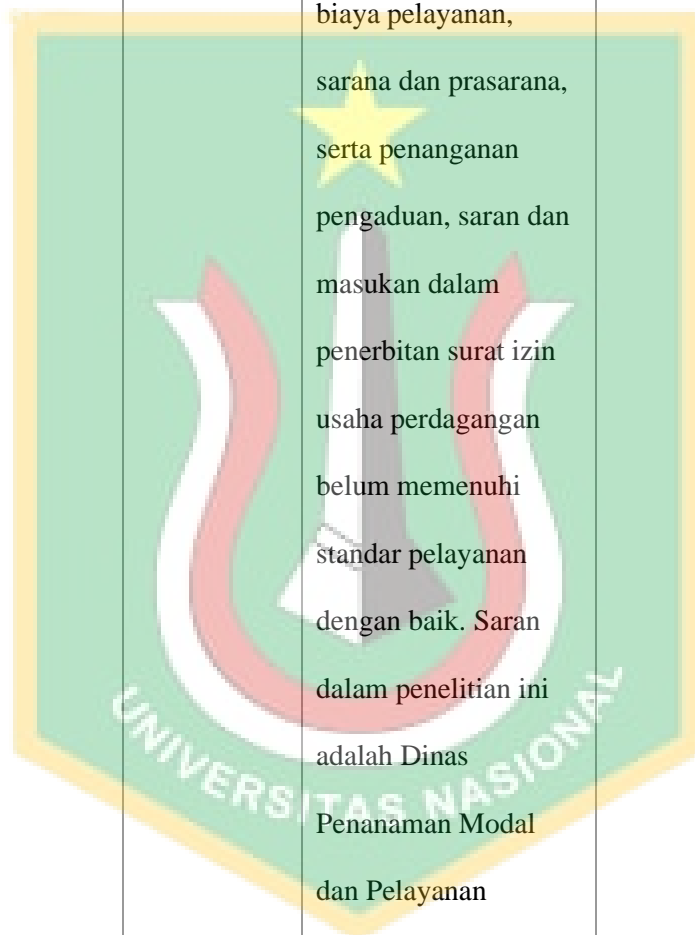 biaya pelayanan,
sarana dan prasarana,
serta penanganan
pengaduan, saran dan
masukan dalam
penerbitan surat izin
usaha perdagangan
belum memenuhi
standar pelayanan
dengan baik. Saran
dalam penelitian ini
adalah Dinas
Penanaman Modal
dan Pelayanan
UNIVERSITAS NASIONAL